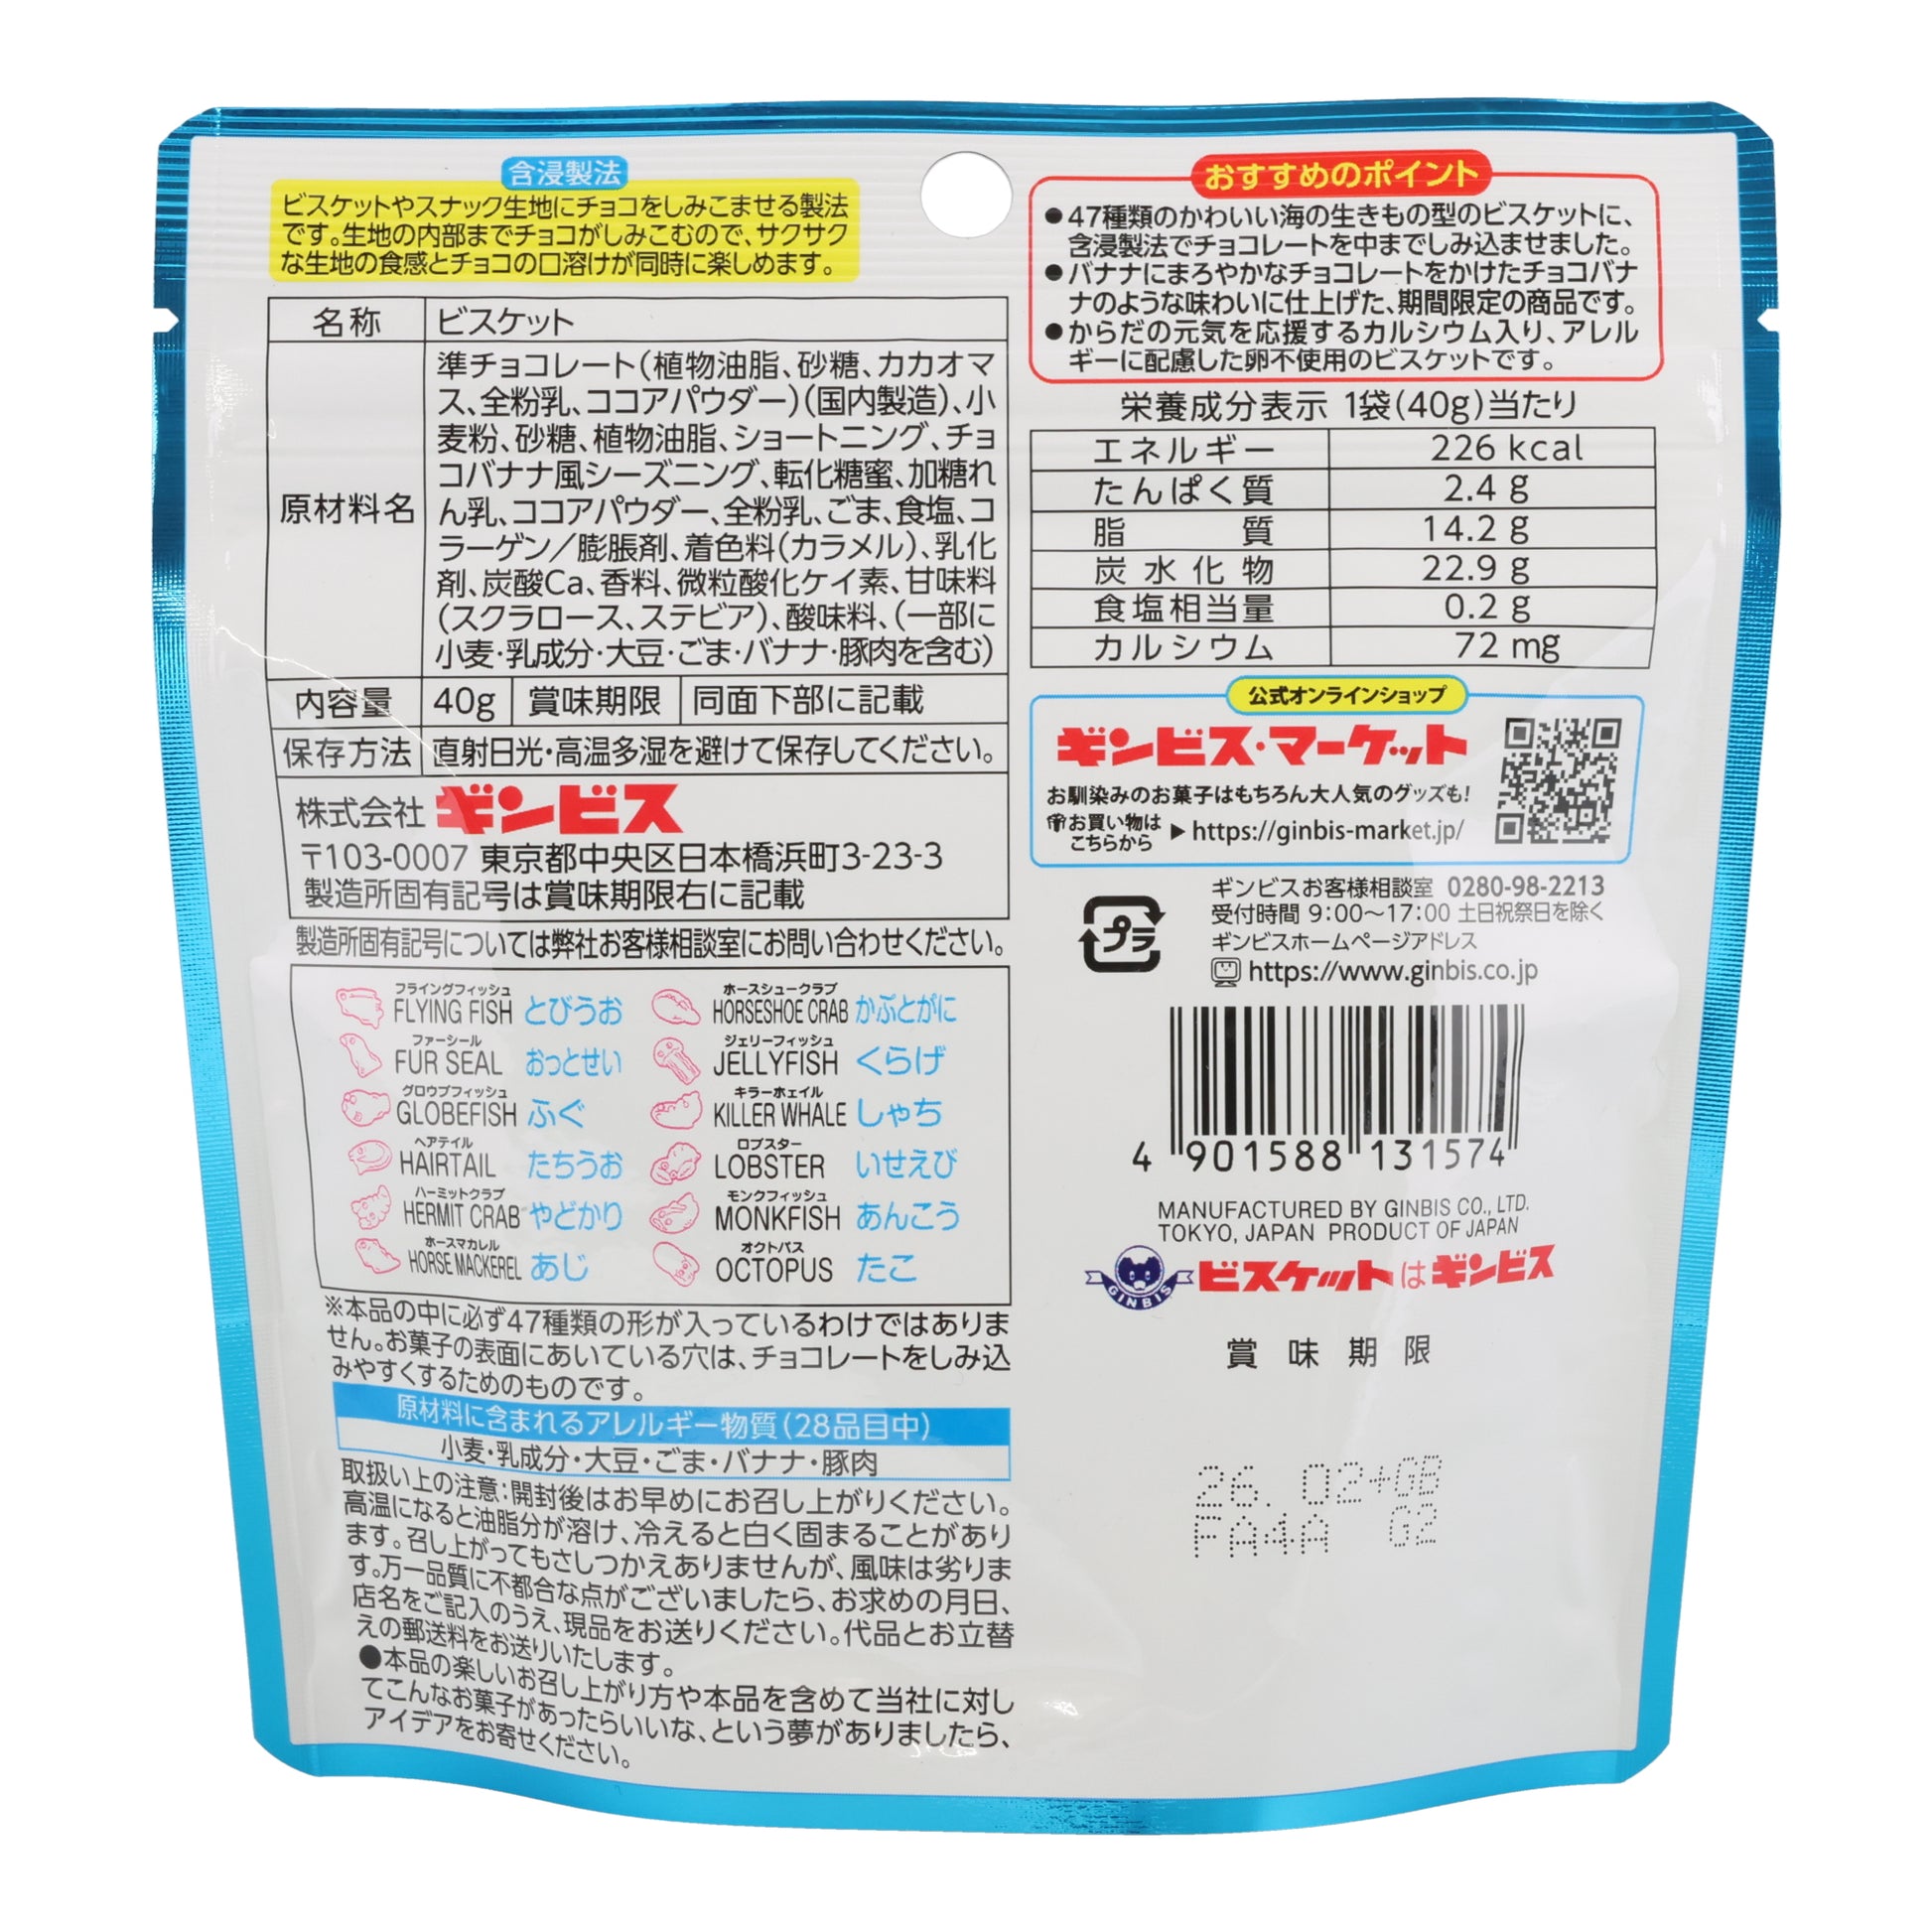 含浸製法
ビスケットやスナック生地にチョコをしみこませる製法
です。生地の内部までチョコがしみこむので、サクサク
な生地の食感とチョコの口溶けが同時に楽しめます。
名称 ビスケット
原材料名
準チョコレート(植物油脂、砂糖、カカオマ
ス、全粉乳、ココアパウダー)(国内製造)、小
麦粉、砂糖、植物油脂、ショートニング、チョ
コバナナ風シーズニング、転化糖蜜、加糖れ
ん乳、ココアパウダー、全粉乳、ごま、食塩、コ
ラーゲン/膨脹剤、着色料(カラメル)、乳化
剤、炭酸Ca、香料、微粒酸化ケイ素、甘味料
(スクラロース、ステビア)、酸味料、(一部に
小麦・乳成分・大豆・ごま・バナナ・豚肉を含む)
内容量 40g 賞味期限 同面下部に記載
保存方法 直射日光・高温多湿を避けて保存してください。
株式会社 ギンビス
〒103-0007 東京都中央区日本橋浜町3-23-3
製造所固有記号は賞味期限右に記載
製造所固有記号については弊社お客様相談室にお問い合わせください。
フライングフィッシュ
FLYING FISH とびうお
ファーシール
FUR SEAL おっとせい
グロウブフィッシュ
GLOBEFISH ふぐ
ヘアテイル
HAIRTAIL たちうお
ハーミットクラブ
HERMIT CRAB やどかり
ホースマカレル
HORSE MACKEREL あじ
ホースシュークラブ
HORSESHOE CRAB かぶとがに
ジェリーフィッシュ
JELLYFISH くらげ
キラーホェイル
KILLER WHALE しゃち
ロブスター
LOBSTER いせえび
モンクフィッシュ
MONKFISH あんこう
オクトパス
OCTOPUS たこ
※本品の中に必ず47種類の形が入っているわけではありま
せん。お菓子の表面にあいている穴は、チョコレートをしみ込
みやすくするためのものです。
原材料に含まれるアレルギー物質(28品目中)
小麦・乳成分・大豆・ごま・バナナ・豚肉
取扱い上の注意:開封後はお早めにお召し上がりください。
高温になると油脂分が溶け、冷えると白く固まることがあり
ます。召し上がってもさしつかえありませんが、風味は劣りま
す。万一品質に不都合な点がございましたら、お求めの月日、
店名をご記入のうえ、現品をお送りください。代品とお立替
えの郵送料をお送りいたします。
●本品の楽しいお召し上がり方や本品を含めて当社に対し
てこんなお菓子があったらいいな、という夢がありましたら、
アイデアをお寄せください。
おすすめのポイント
●47種類のかわいい海の生きもの型のビスケットに、
含浸製法でチョコレートを中までしみ込ませました。
●バナナにまろやかなチョコレートをかけたチョコバナ
ナのような味わいに仕上げた、期間限定の商品です。
●からだの元気を応援するカルシウム入り、アレル
ギーに配慮した卵不使用のビスケットです。
栄養成分表示 1袋(40g)当たり
エネルギー 226 kcal
たんぱく質 2.4 g
脂質 14.2 g
炭水化物 22.9 g
食塩相当量 0.2 g
カルシウム 72 mg
公式オンラインショップ
ギンビス・マーケット
お馴染みのお菓子はもちろん大人気のグッズも!
お買い物は
こちらから ▶ https://ginbis-market.jp/
プラ
ギンビスお客様相談室 0280-98-2213
受付時間 9:00〜17:00 土日祝祭日を除く
ギンビスホームページアドレス
https://www.ginbis.co.jp
4 901588 131574
MANUFACTURED BY GINBIS CO., LTD.
TOKYO, JAPAN PRODUCT OF JAPAN
GINBIS ビスケットはギンビス
賞味期限
26. 02+GB
FA4A G2